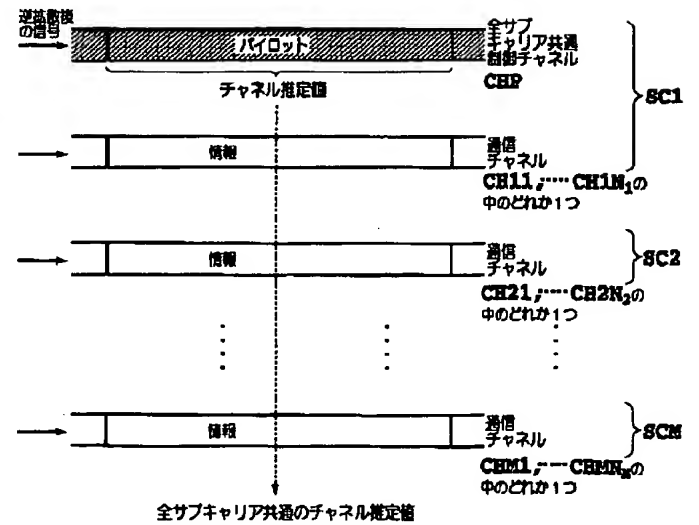 逆拡散後
の信号
パイロット
全サブ
キャリア共通
制御チャネル
CHP
チャネル推定値
SC1
情報
通信
チャネル
CH11,····CH1N₁の
中のどれか1つ
情報
通信
チャネル
SC2
CH21,····CH2N₂の
中のどれか1つ
情報
通信
チャネル
SCM
CHM1,····CHMNₘの
中のどれか1つ
全サブキャリア共通のチャネル推定値